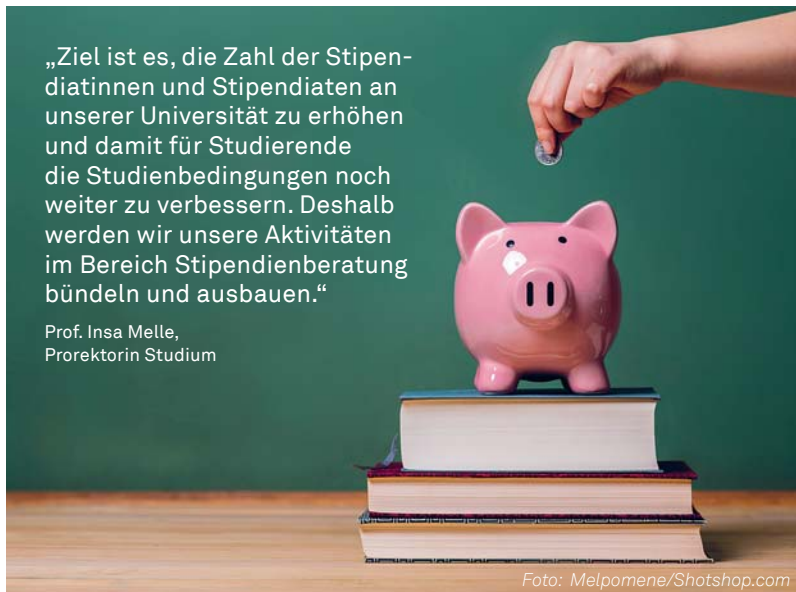 „Ziel ist es, die Zahl der Stipen-
diatinnen und Stipendiaten an
unserer Universität zu erhöhen
und damit für Studierende
die Studienbedingungen noch
weiter zu verbessern. Deshalb
werden wir unsere Aktivitäten
im Bereich Stipendienberatung
bündeln und ausbauen.“
Prof. Insa Melle,
Prorektorin Studium
Foto: Melpomene/Shotshop.com